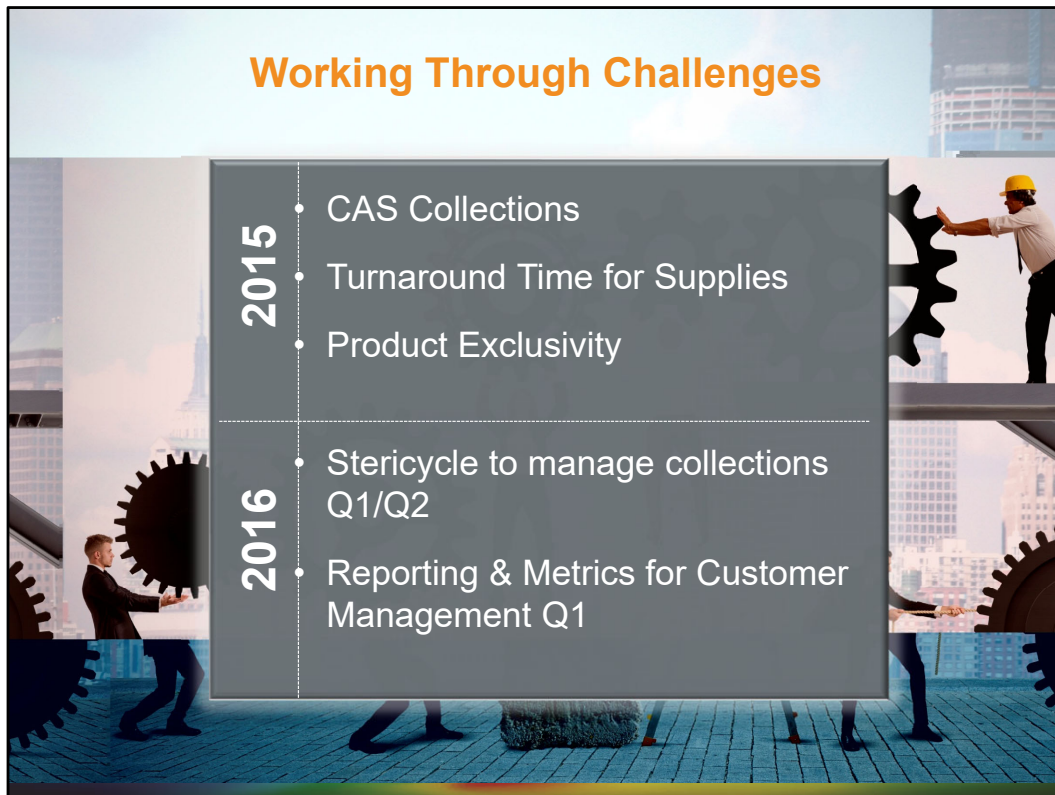 Working Through Challenges
2015
CAS Collections
Turnaround Time for Supplies
Product Exclusivity
2016
Stericycle to manage collections
Q1/Q2
Reporting & Metrics for Customer
Management Q1